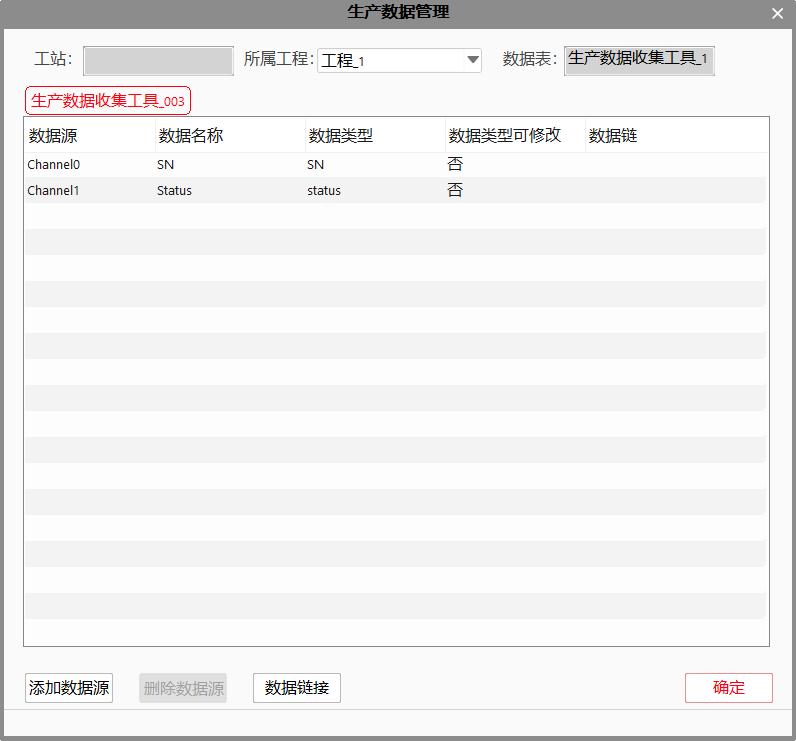 生产数据管理
工站: 所属工程: 工程_1 数据表: 生产数据收集工具_1
生产数据收集工具_003
数据源 数据名称 数据类型 数据类型可修改 数据链
Channel0 SN SN 否
Channel1 Status status 否
添加数据源 删除数据源 数据链接 确定